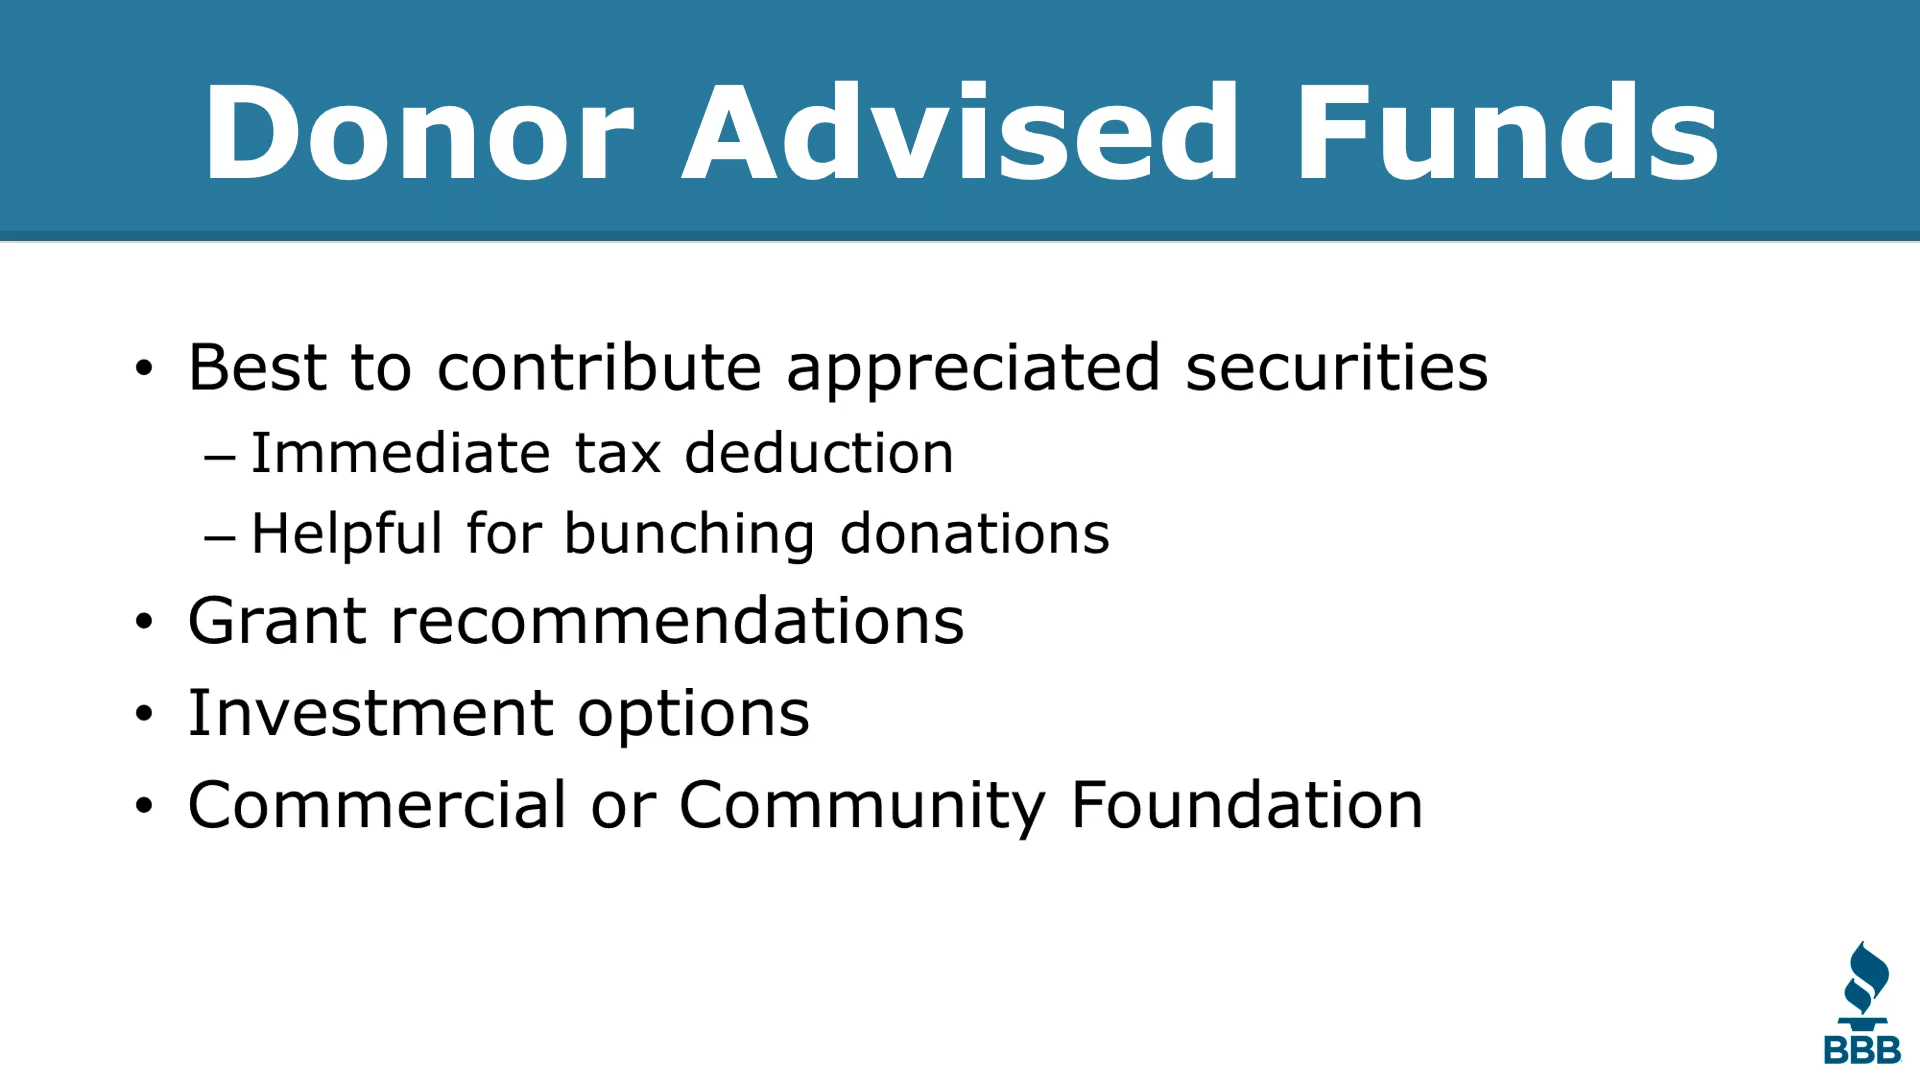 Donor Advised Funds
• Best to contribute appreciated securities
– Immediate tax deduction
– Helpful for bunching donations
• Grant recommendations
• Investment options
• Commercial or Community Foundation
BBB